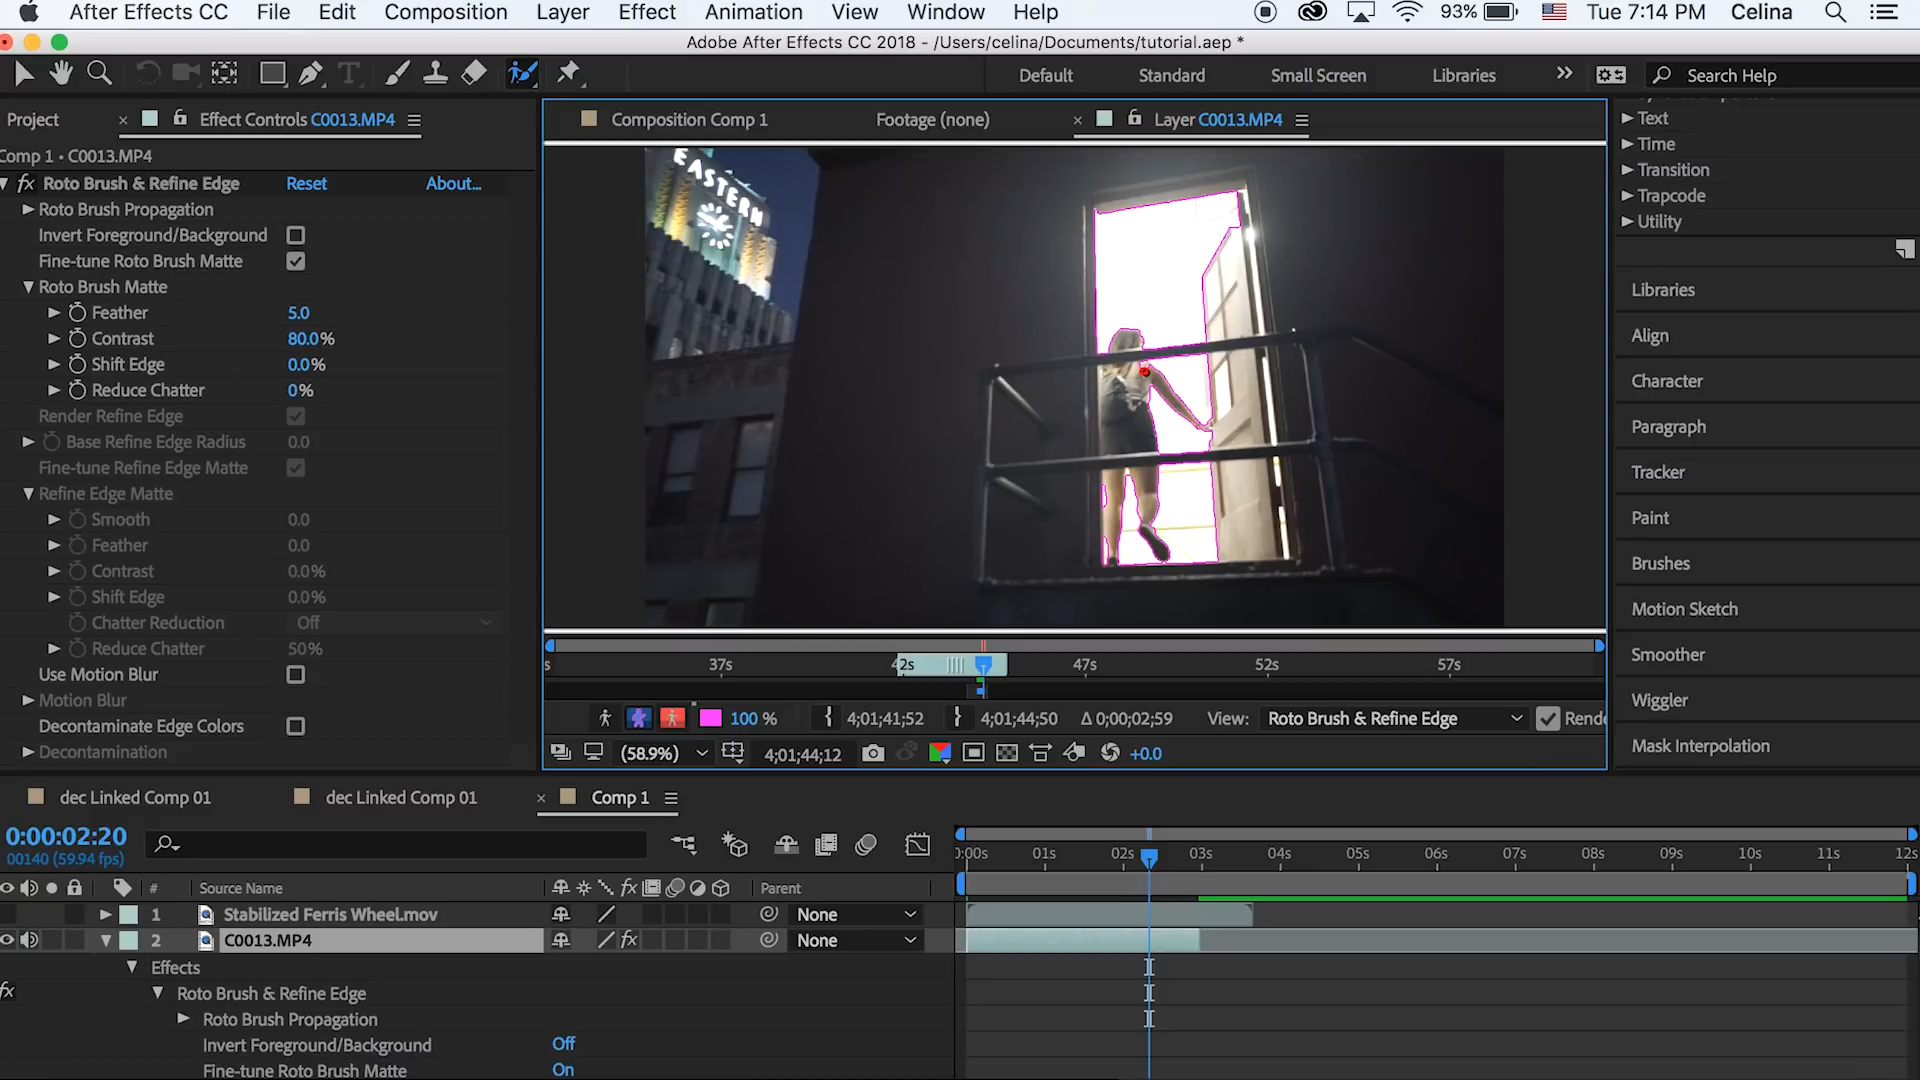 After Effects CC File Edit Composition Layer Effect Animation View Window Help 93% Tue 7:14 PM Celina
Adobe After Effects CC 2018 - /Users/celina/Documents/tutorial.aep *
Default Standard Small Screen Libraries Search Help
Project Effect Controls C0013.MP4
Comp 1 • C0013.MP4
fx Roto Brush & Refine Edge Reset About...
Roto Brush Propagation
Invert Foreground/Background
Fine-tune Roto Brush Matte
Roto Brush Matte
Feather 5.0
Contrast 80.0%
Shift Edge 0.0%
Reduce Chatter 0%
Render Refine Edge
Base Refine Edge Radius 0.0
Fine-tune Refine Edge Matte
Refine Edge Matte
Smooth 0.0
Feather 0.0
Contrast 0.0%
Shift Edge 0.0%
Chatter Reduction Off
Reduce Chatter 50%
Use Motion Blur
Motion Blur
Decontaminate Edge Colors
Decontamination
Composition Comp 1 Footage (none) Layer C0013.MP4
EASTERN
s 37s 42s 47s 52s 57s
100 % 4;01;41;52 4;01;44;50 Δ 0;00;02;59 View: Roto Brush & Refine Edge Rende
(58.9%) 4;01;44;12 +0.0
Text
Time
Transition
Trapcode
Utility
Libraries
Align
Character
Paragraph
Tracker
Paint
Brushes
Motion Sketch
Smoother
Wiggler
Mask Interpolation
dec Linked Comp 01 dec Linked Comp 01 Comp 1
0:00:02:20
00140 (59.94 fps)
0:00s 01s 02s 03s 04s 05s 06s 07s 08s 09s 10s 11s 12s
# Source Name fx Parent
1 Stabilized Ferris Wheel.mov None
2 C0013.MP4 fx None
Effects
fx Roto Brush & Refine Edge
Roto Brush Propagation
Invert Foreground/Background Off
Fine-tune Roto Brush Matte On